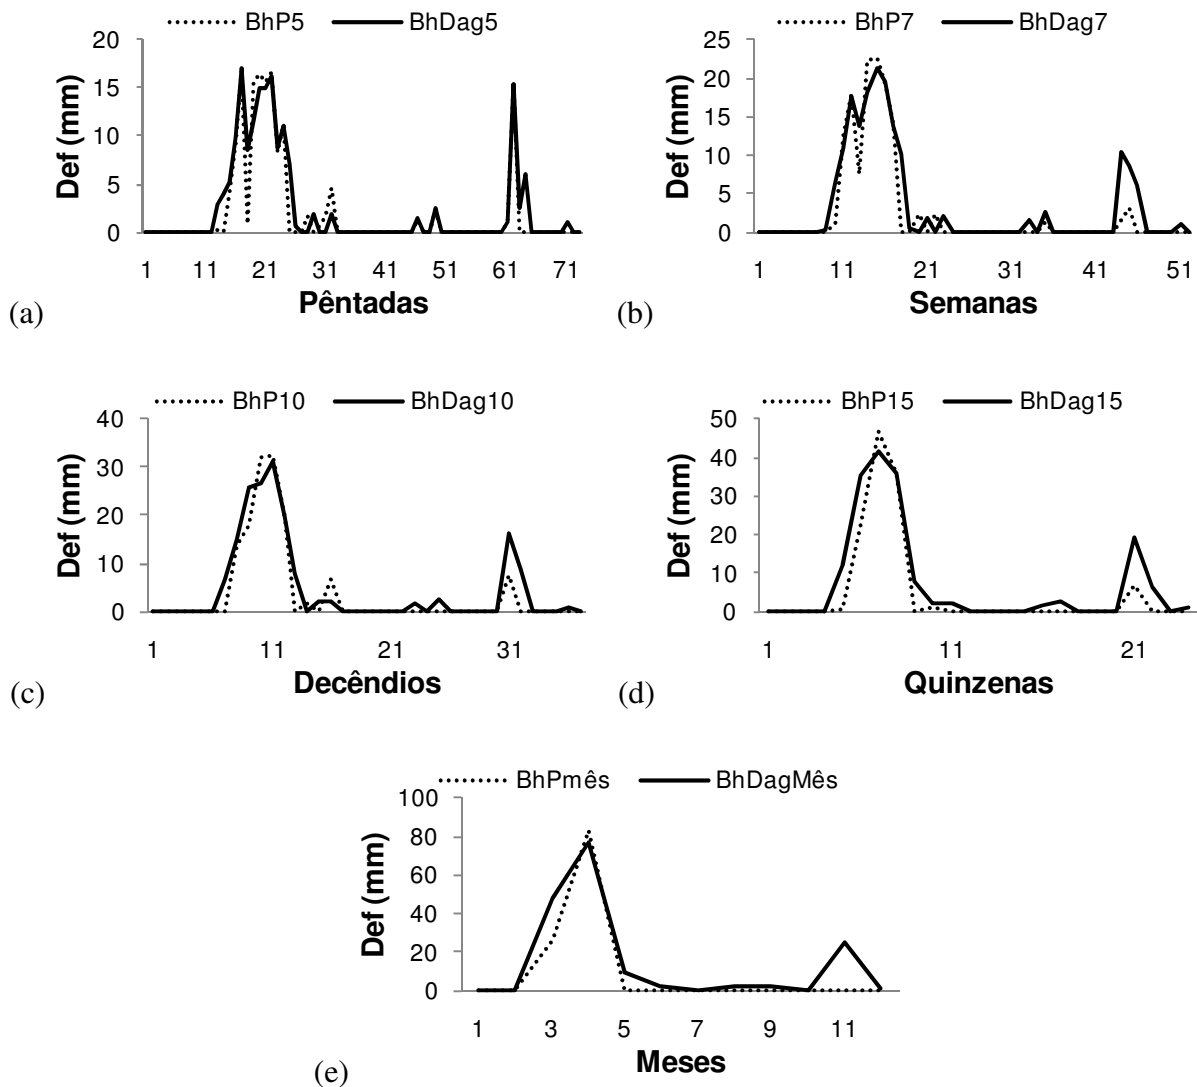 BhP5 BhDag5
20
15
10
5
0
Def (mm)
1 11 21 31 41 51 61 71
Pêntadas
(a)
BhP7 BhDag7
25
20
15
10
5
0
Def (mm)
1 11 21 31 41 51
Semanas
(b)
BhP10 BhDag10
40
30
20
10
0
Def (mm)
1 11 21 31
Decêndios
(c)
BhP15 BhDag15
50
40
30
20
10
0
Def (mm)
1 11 21
Quinzenas
(d)
BhPmês BhDagMês
100
80
60
40
20
0
Def (mm)
1 3 5 7 9 11
Meses
(e)